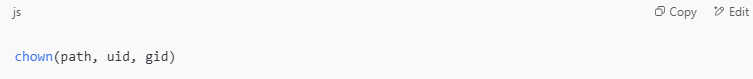 js Copy Edit
chown(path, uid, gid)